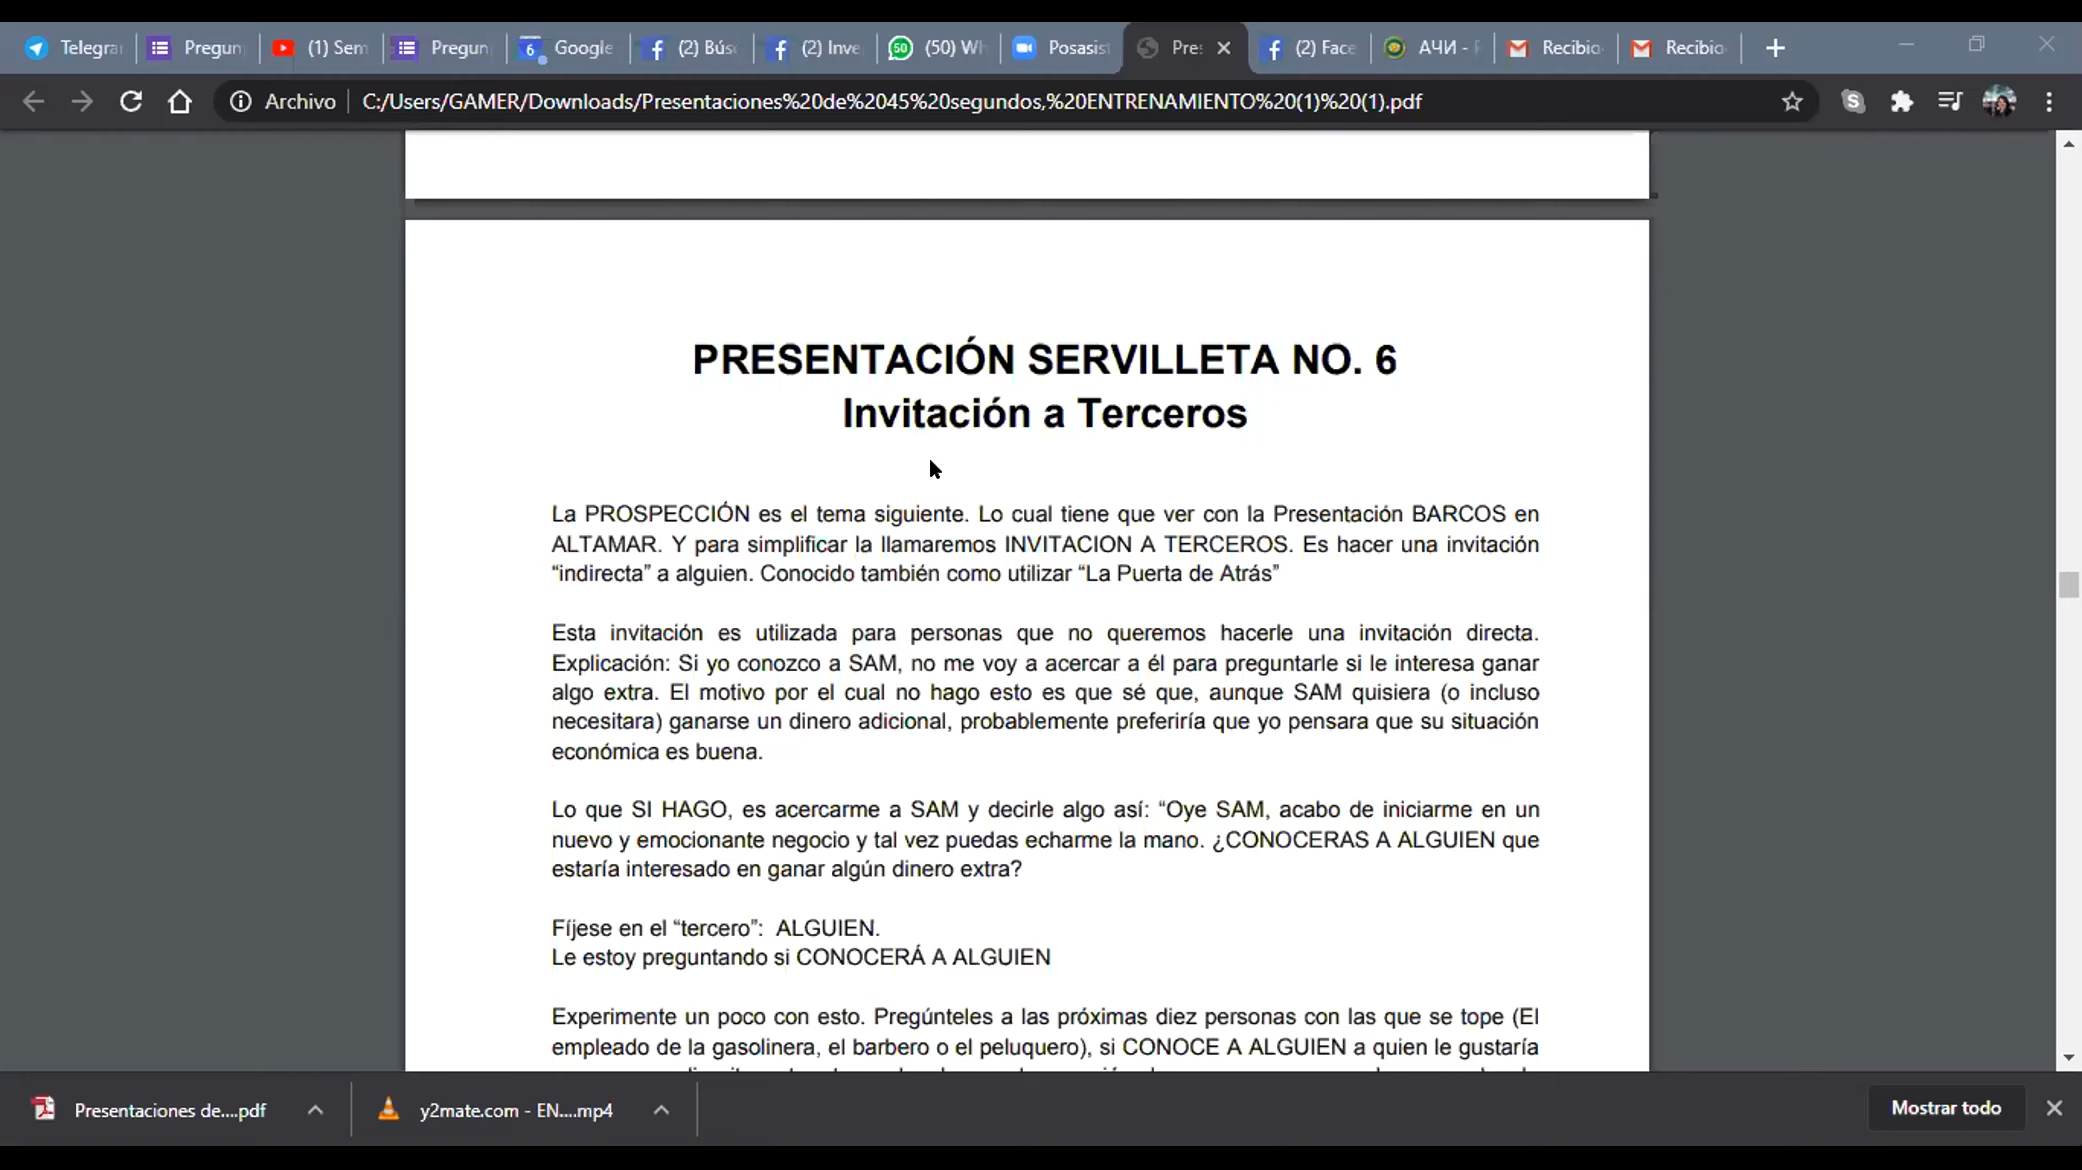 Telegra
Pregun
(1) Sem
Pregun
6
Google
(2) Bús
(2) Inve
50
(50) Wh
Posasist
Pres
(2) Face
АЧИ -
Recibio
Recibio
Archivo
C:/Users/GAMER/Downloads/Presentaciones%20de%2045%20segundos,%20ENTRENAMIENTO%20(1)%20(1).pdf
PRESENTACIÓN SERVILLETA NO. 6
Invitación a Terceros
La PROSPECCIÓN es el tema siguiente. Lo cual tiene que ver con la Presentación BARCOS en
ALTAMAR. Y para simplificar la llamaremos INVITACION A TERCEROS. Es hacer una invitación
“indirecta” a alguien. Conocido también como utilizar “La Puerta de Atrás”
Esta invitación es utilizada para personas que no queremos hacerle una invitación directa.
Explicación: Si yo conozco a SAM, no me voy a acercar a él para preguntarle si le interesa ganar
algo extra. El motivo por el cual no hago esto es que sé que, aunque SAM quisiera (o incluso
necesitara) ganarse un dinero adicional, probablemente preferiría que yo pensara que su situación
económica es buena.
Lo que SI HAGO, es acercarme a SAM y decirle algo así: “Oye SAM, acabo de iniciarme en un
nuevo y emocionante negocio y tal vez puedas echarme la mano. ¿CONOCERAS A ALGUIEN que
estaría interesado en ganar algún dinero extra?
Fíjese en el “tercero”: ALGUIEN.
Le estoy preguntando si CONOCERÁ A ALGUIEN
Experimente un poco con esto. Pregúnteles a las próximas diez personas con las que se tope (El
empleado de la gasolinera, el barbero o el peluquero), si CONOCE A ALGUIEN a quien le gustaría
Presentaciones de....pdf
y2mate.com - EN....mp4
Mostrar todo